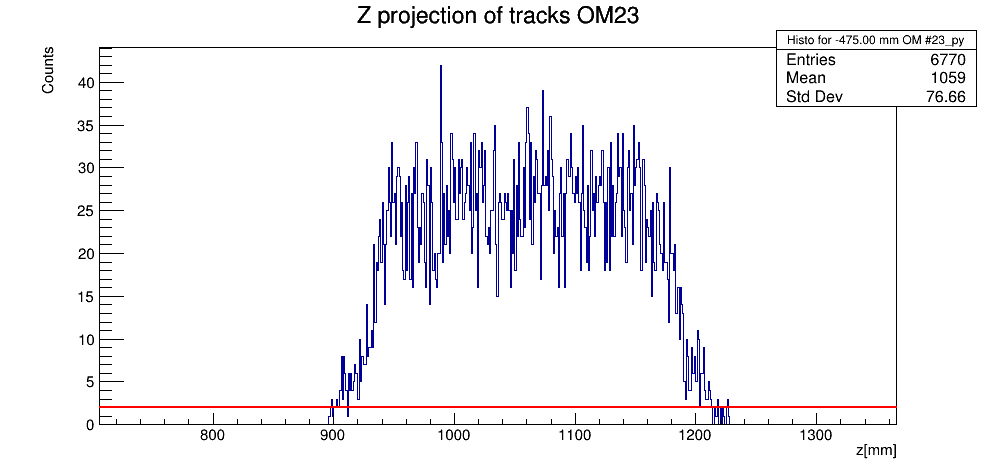 Z projection of tracks OM23
Histo for -475.00 mm OM #23_py
Entries 6770
Mean 1059
Std Dev 76.66
Counts
40
35
30
25
20
15
10
5
0
800 900 1000 1100 1200 1300
z[mm]